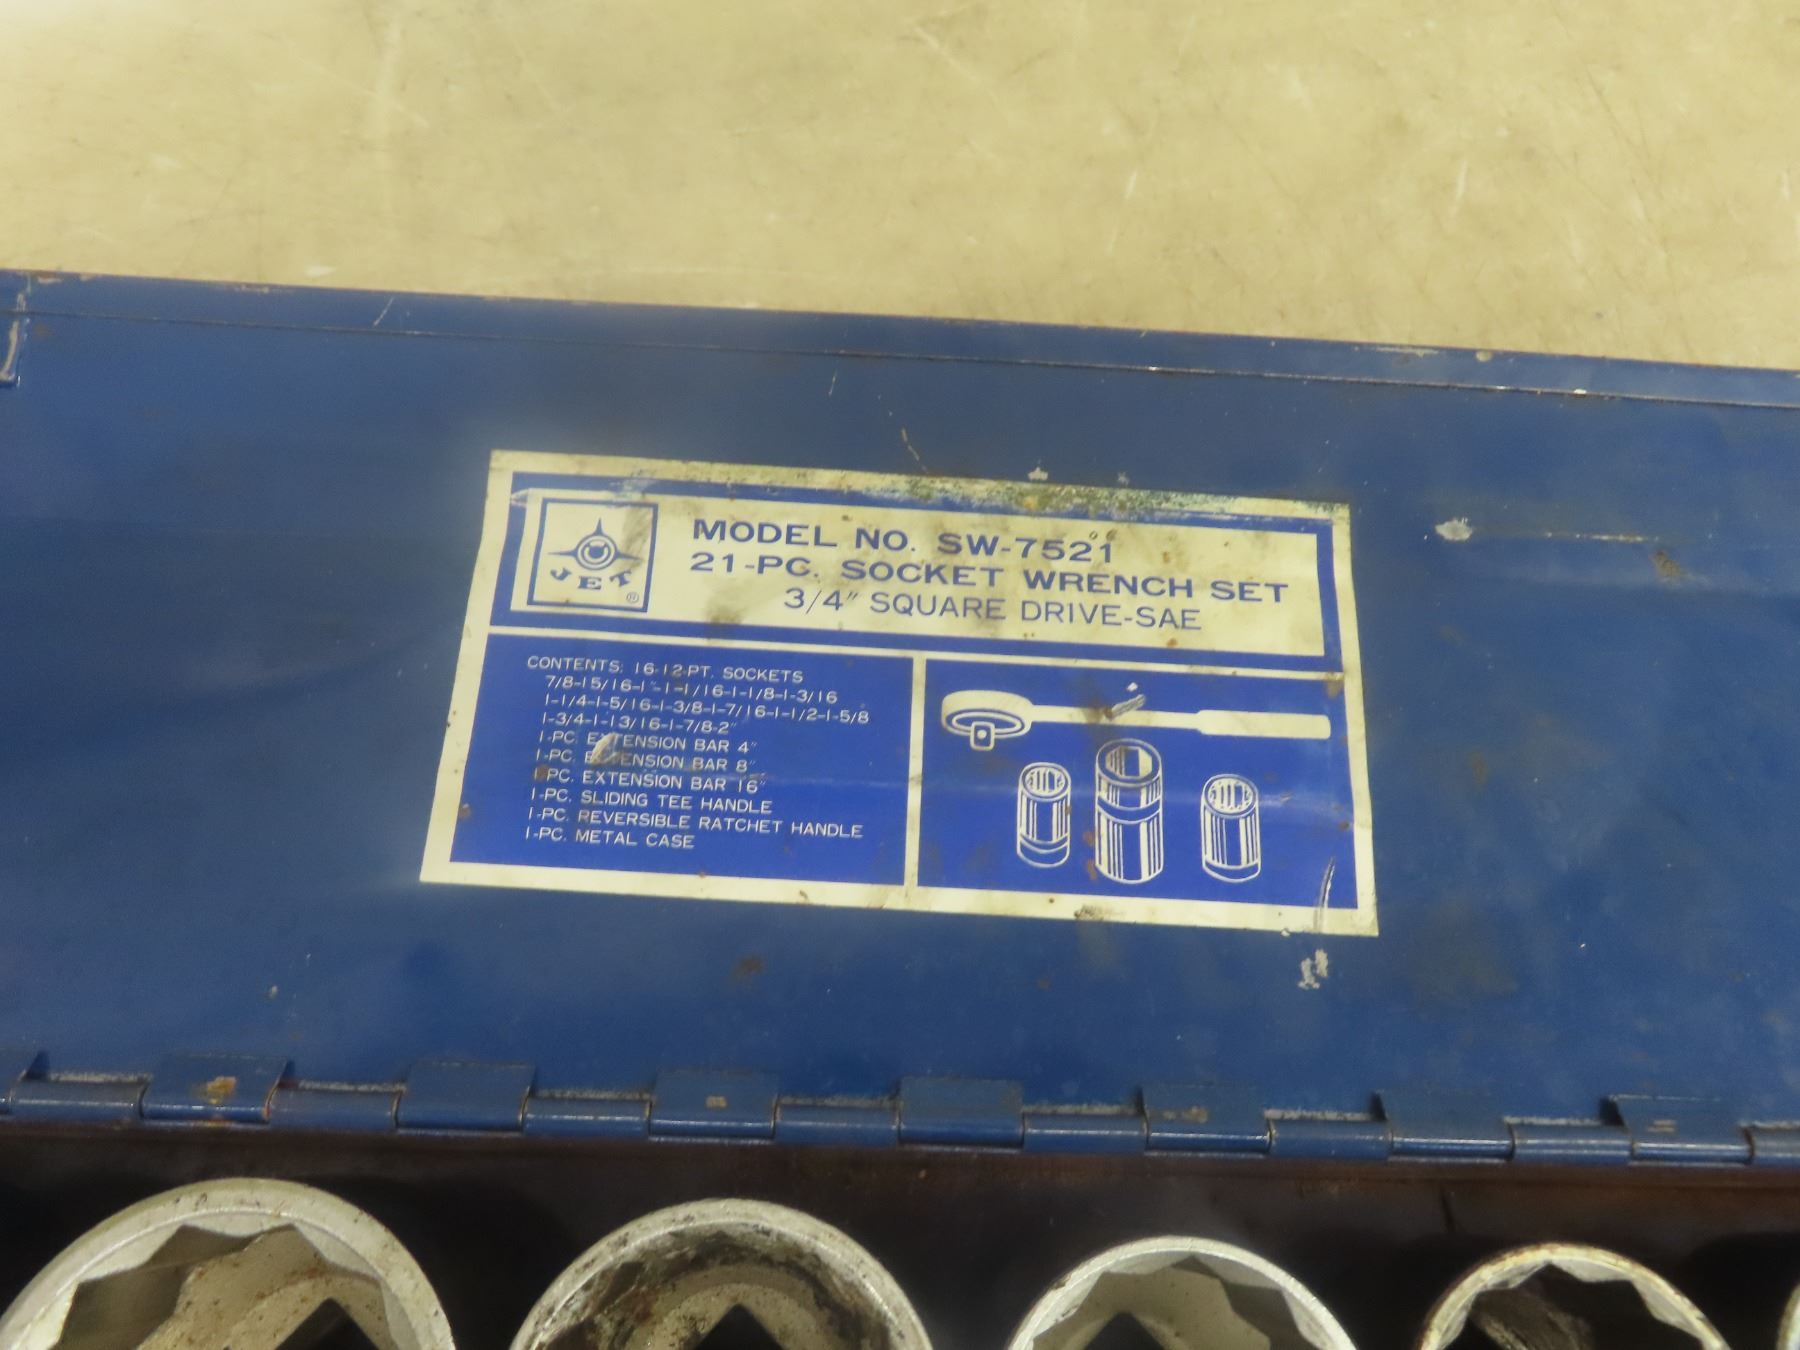 JET
®
MODEL NO. SW-7521
21-PC. SOCKET WRENCH SET
3/4" SQUARE DRIVE-SAE
CONTENTS: 16-12-PT. SOCKETS
7/8-15/16-1"-1-1/16-1-1/8-1-3/16
1-1/4-1-5/16-1-3/8-1-7/16-1-1/2-1-5/8
1-3/4-1-13/16-1-7/8-2"
1-PC. EXTENSION BAR 4"
1-PC. EXTENSION BAR 8"
1-PC. EXTENSION BAR 16"
1-PC. SLIDING TEE HANDLE
1-PC. REVERSIBLE RATCHET HANDLE
1-PC. METAL CASE